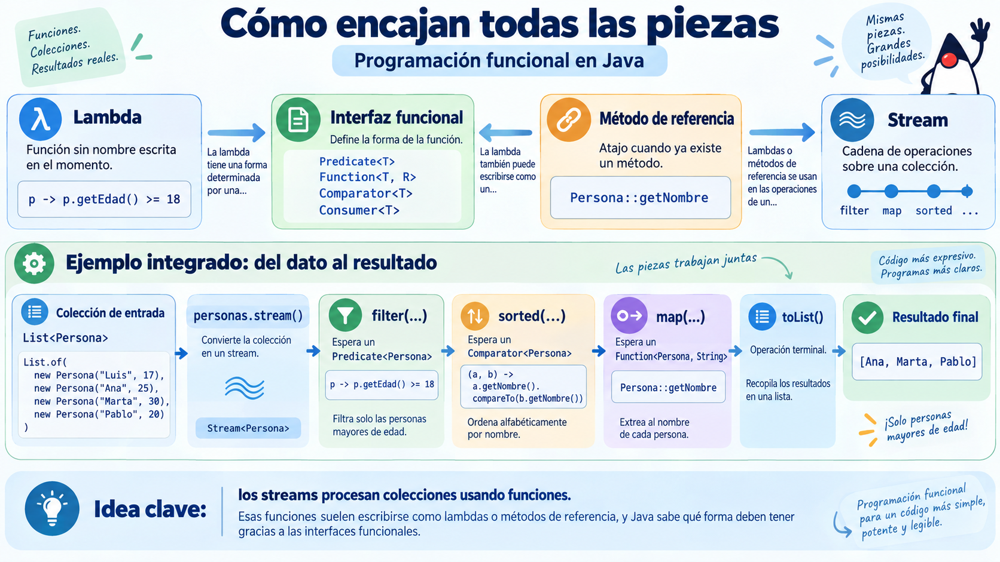 Funciones.
Colecciones.
Resultados reales.
Cómo encajan todas las piezas
Programación funcional en Java
Mismas
piezas.
Grandes
posibilidades.
Lambda
Función sin nombre escrita
en el momento.
p -> p.getEdad() >= 18
La lambda
tiene una forma
determinada
por una...
Interfaz funcional
Define la forma de la función.
Predicate<T>
Function<T, R>
Comparator<T>
Consumer<T>
La lambda
también puede
escribirse como
un...
Método de referencia
Atajo cuando ya existe
un método.
Persona::getNombre
Lambdas o
métodos de
referencia se usan
en las operaciones
de un...
Stream
Cadena de operaciones
sobre una colección.
filter map sorted ...
Ejemplo integrado: del dato al resultado
Las piezas trabajan juntas
Código más expresivo.
Programas más claros.
Colección de entrada
List<Persona>
List.of(
new Persona("Luis", 17),
new Persona("Ana", 25),
new Persona("Marta", 30),
new Persona("Pablo", 20)
)
personas.stream()
Convierte la colección
en un stream.
Stream<Persona>
filter(...)
Espera un
Predicate<Persona>
p -> p.getEdad() >= 18
Filtra solo las personas
mayores de edad.
sorted(...)
Espera un
Comparator<Persona>
(a, b) ->
a.getNombre().
compareTo(b.getNombre())
Ordena alfabéticamente
por nombre.
map(...)
Espera un
Function<Persona, String>
Persona::getNombre
Extrea al nombre
de cada persona.
toList()
Operación terminal.
Recopila los resultados
en una lista.
Resultado final
[Ana, Marta, Pablo]
¡Solo personas
mayores de edad!
Idea clave:
los streams procesan colecciones usando funciones.
Esas funciones suelen escribirse como lambdas o métodos de referencia, y Java sabe qué forma deben tener
gracias a las interfaces funcionales.
Programación funcional
para un código más simple,
potente y legible.